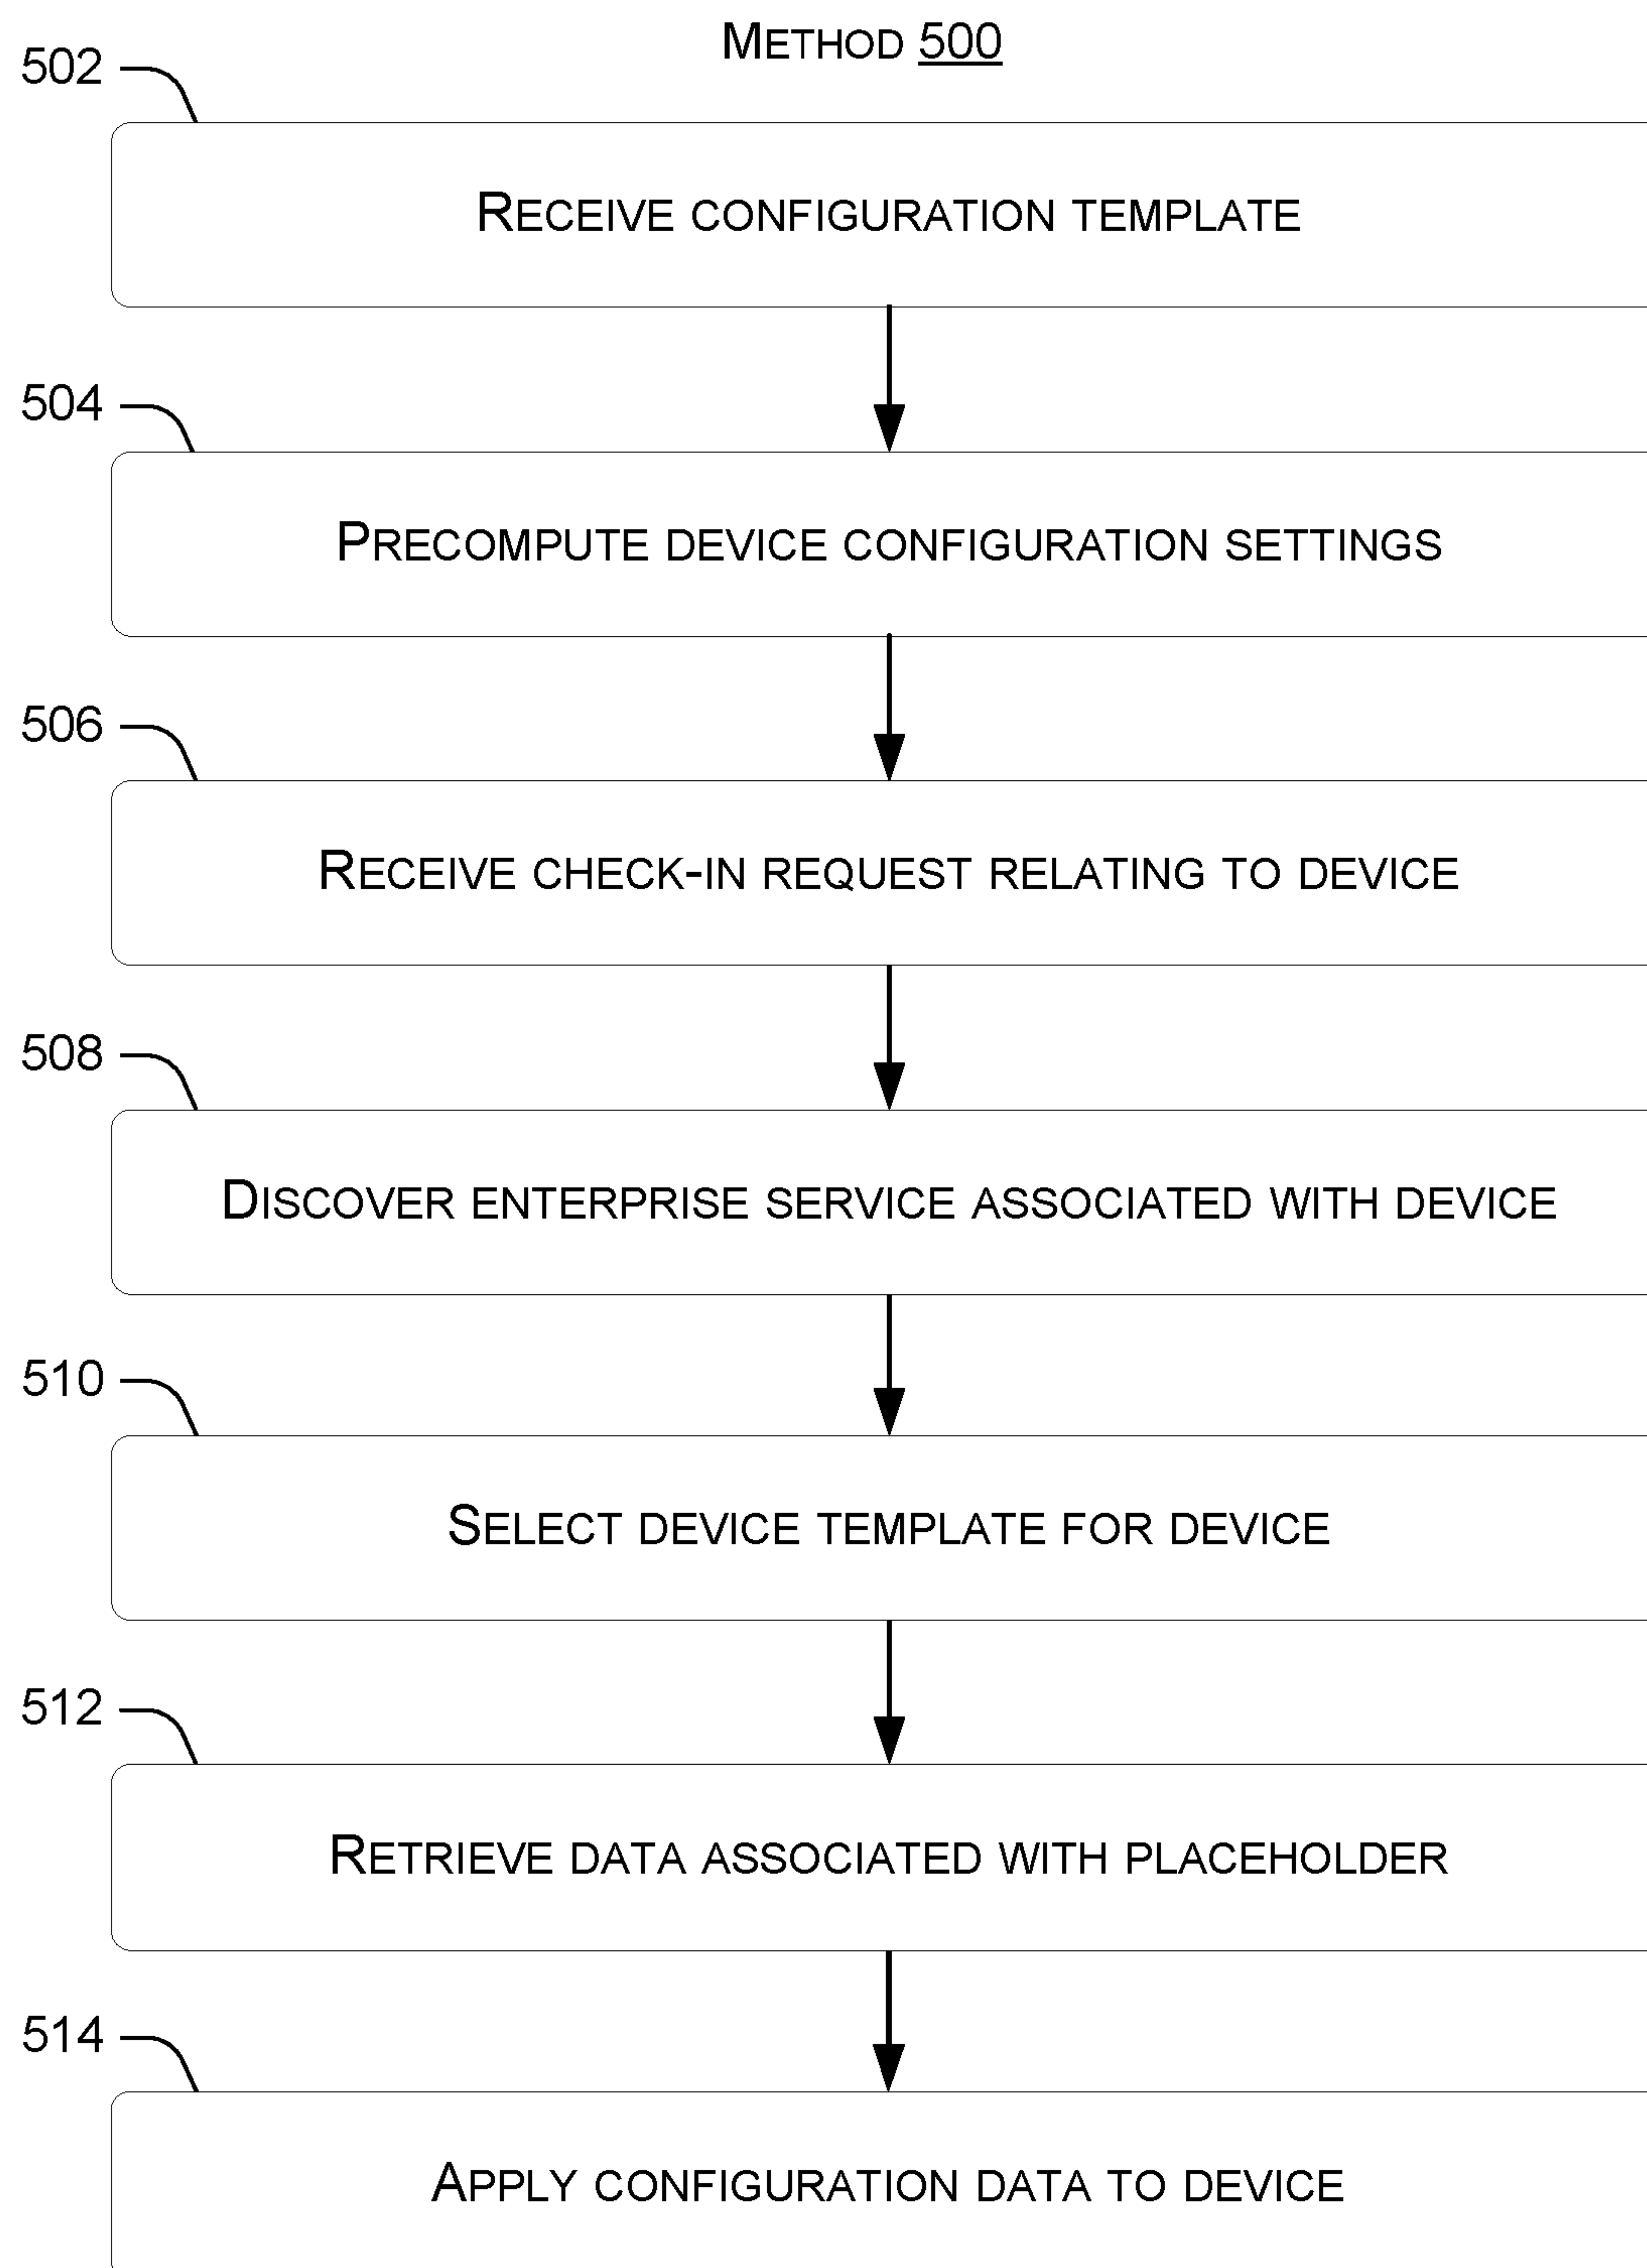 METHOD 500
502
RECEIVE CONFIGURATION TEMPLATE
504
PRECOMPUTE DEVICE CONFIGURATION SETTINGS
506
RECEIVE CHECK-IN REQUEST RELATING TO DEVICE
508
DISCOVER ENTERPRISE SERVICE ASSOCIATED WITH DEVICE
510
SELECT DEVICE TEMPLATE FOR DEVICE
512
RETRIEVE DATA ASSOCIATED WITH PLACEHOLDER
514
APPLY CONFIGURATION DATA TO DEVICE